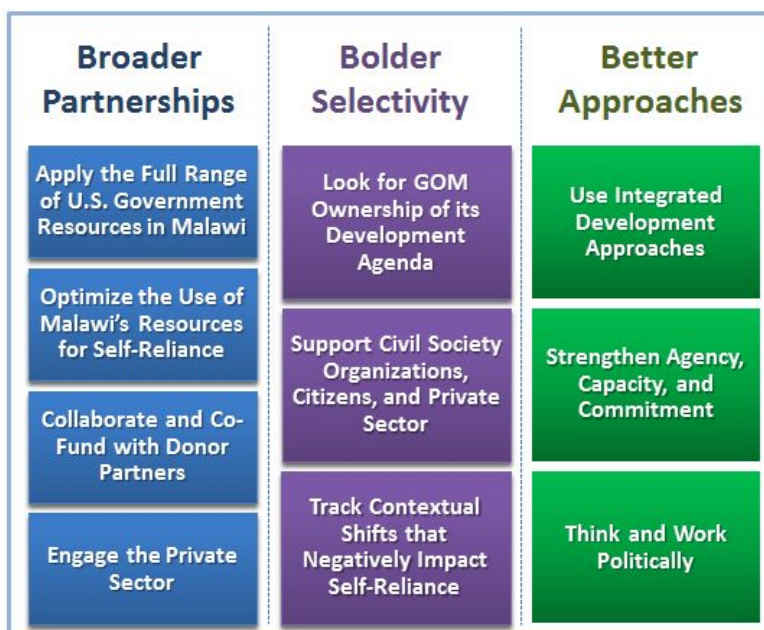 Broader
Partnerships
Apply the Full Range
of U.S. Government
Resources in Malawi
Optimize the Use of
Malawi's Resources
for Self-Reliance
Collaborate and Co-
Fund with Donor
Partners
Engage the Private
Sector
Bolder
Selectivity
Look for GOM
Ownership of its
Development
Agenda
Support Civil Society
Organizations,
Citizens, and Private
Sector
Track Contextual
Shifts that
Negatively Impact
Self-Reliance
Better
Approaches
Use Integrated
Development
Approaches
Strengthen Agency,
Capacity, and
Commitment
Think and Work
Politically